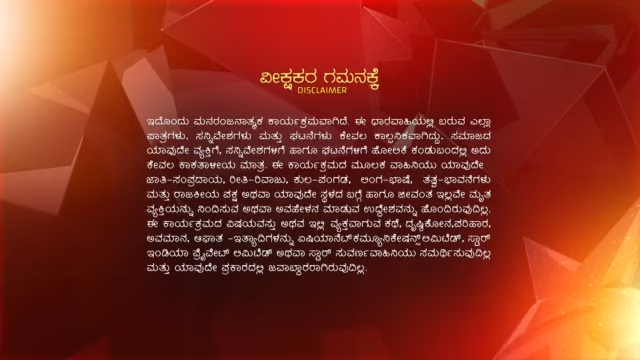 ವೀಕ್ಷಕರ ಗಮನಕ್ಕೆ
DISCLAIMER
ಇದೊಂದು ಮನರಂಜನಾತ್ಮಕ ಕಾರ್ಯಕ್ರಮವಾಗಿದೆ. ಈ ಧಾರವಾಹಿಯಲ್ಲಿ ಬರುವ ಎಲ್ಲಾ
ಪಾತ್ರಗಳು, ಸನ್ನಿವೇಶಗಳು ಮತ್ತು ಘಟನೆಗಳು ಕೇವಲ ಕಾಲ್ಪನಿಕವಾಗಿದ್ದು, ಸಮಾಜದ
ಯಾವುದೇ ವ್ಯಕ್ತಿಗೆ, ಸನ್ನಿವೇಶಗಳಿಗೆ ಹಾಗೂ ಘಟನೆಗಳಿಗೆ ಹೋಲಿಕೆ ಕಂಡುಬಂದಲ್ಲಿ ಅದು
ಕೇವಲ ಕಾಕತಾಳೀಯ ಮಾತ್ರ. ಈ ಕಾರ್ಯಕ್ರಮದ ಮೂಲಕ ವಾಹಿನಿಯು ಯಾವುದೇ
ಜಾತಿ-ಸಂಪ್ರದಾಯ, ರೀತಿ-ರಿವಾಜು, ಕುಲ-ಪಂಗಡ, ಲಿಂಗ-ಭಾಷೆ, ತತ್ವ-ಭಾವನೆಗಳು
ಮತ್ತು ರಾಜಕೀಯ ಪಕ್ಷ ಅಥವಾ ಯಾವುದೇ ಸ್ಥಳದ ಬಗ್ಗೆ ಹಾಗೂ ಜೀವಂತ ಇಲ್ಲವೇ ಮೃತ
ವ್ಯಕ್ತಿಯನ್ನು ನಿಂದಿಸುವ ಅಥವಾ ಅವಹೇಳನ ಮಾಡುವ ಉದ್ದೇಶವನ್ನು ಹೊಂದಿರುವುದಿಲ್ಲ.
ಈ ಕಾರ್ಯಕ್ರಮದ ವಿಷಯವಸ್ತು ಅಥವ ಇಲ್ಲಿ ವ್ಯಕ್ತವಾಗುವ ಕಥೆ, ದೃಷ್ಟಿಕೋನ,ಪರಿಹಾರ,
ಅವಮಾನ, ಆಘಾತ -ಇತ್ಯಾದಿಗಳನ್ನು ಏಷಿಯಾನೆಟ್‌ಕಮ್ಯೂನಿಕೇಷನ್ಸ್ ಲಿಮಿಟೆಡ್, ಸ್ಟಾರ್
ಇಂಡಿಯಾ ಪ್ರೈವೇಟ್ ಲಿಮಿಟೆಡ್ ಅಥವಾ ಸ್ಟಾರ್ ಸುವರ್ಣವಾಹಿನಿಯು ಸಮರ್ಥಿಸುವುದಿಲ್ಲ
ಮತ್ತು ಯಾವುದೇ ಪ್ರಕಾರದಲ್ಲಿ ಜವಾಬ್ದಾರರಾಗಿರುವುದಿಲ್ಲ.